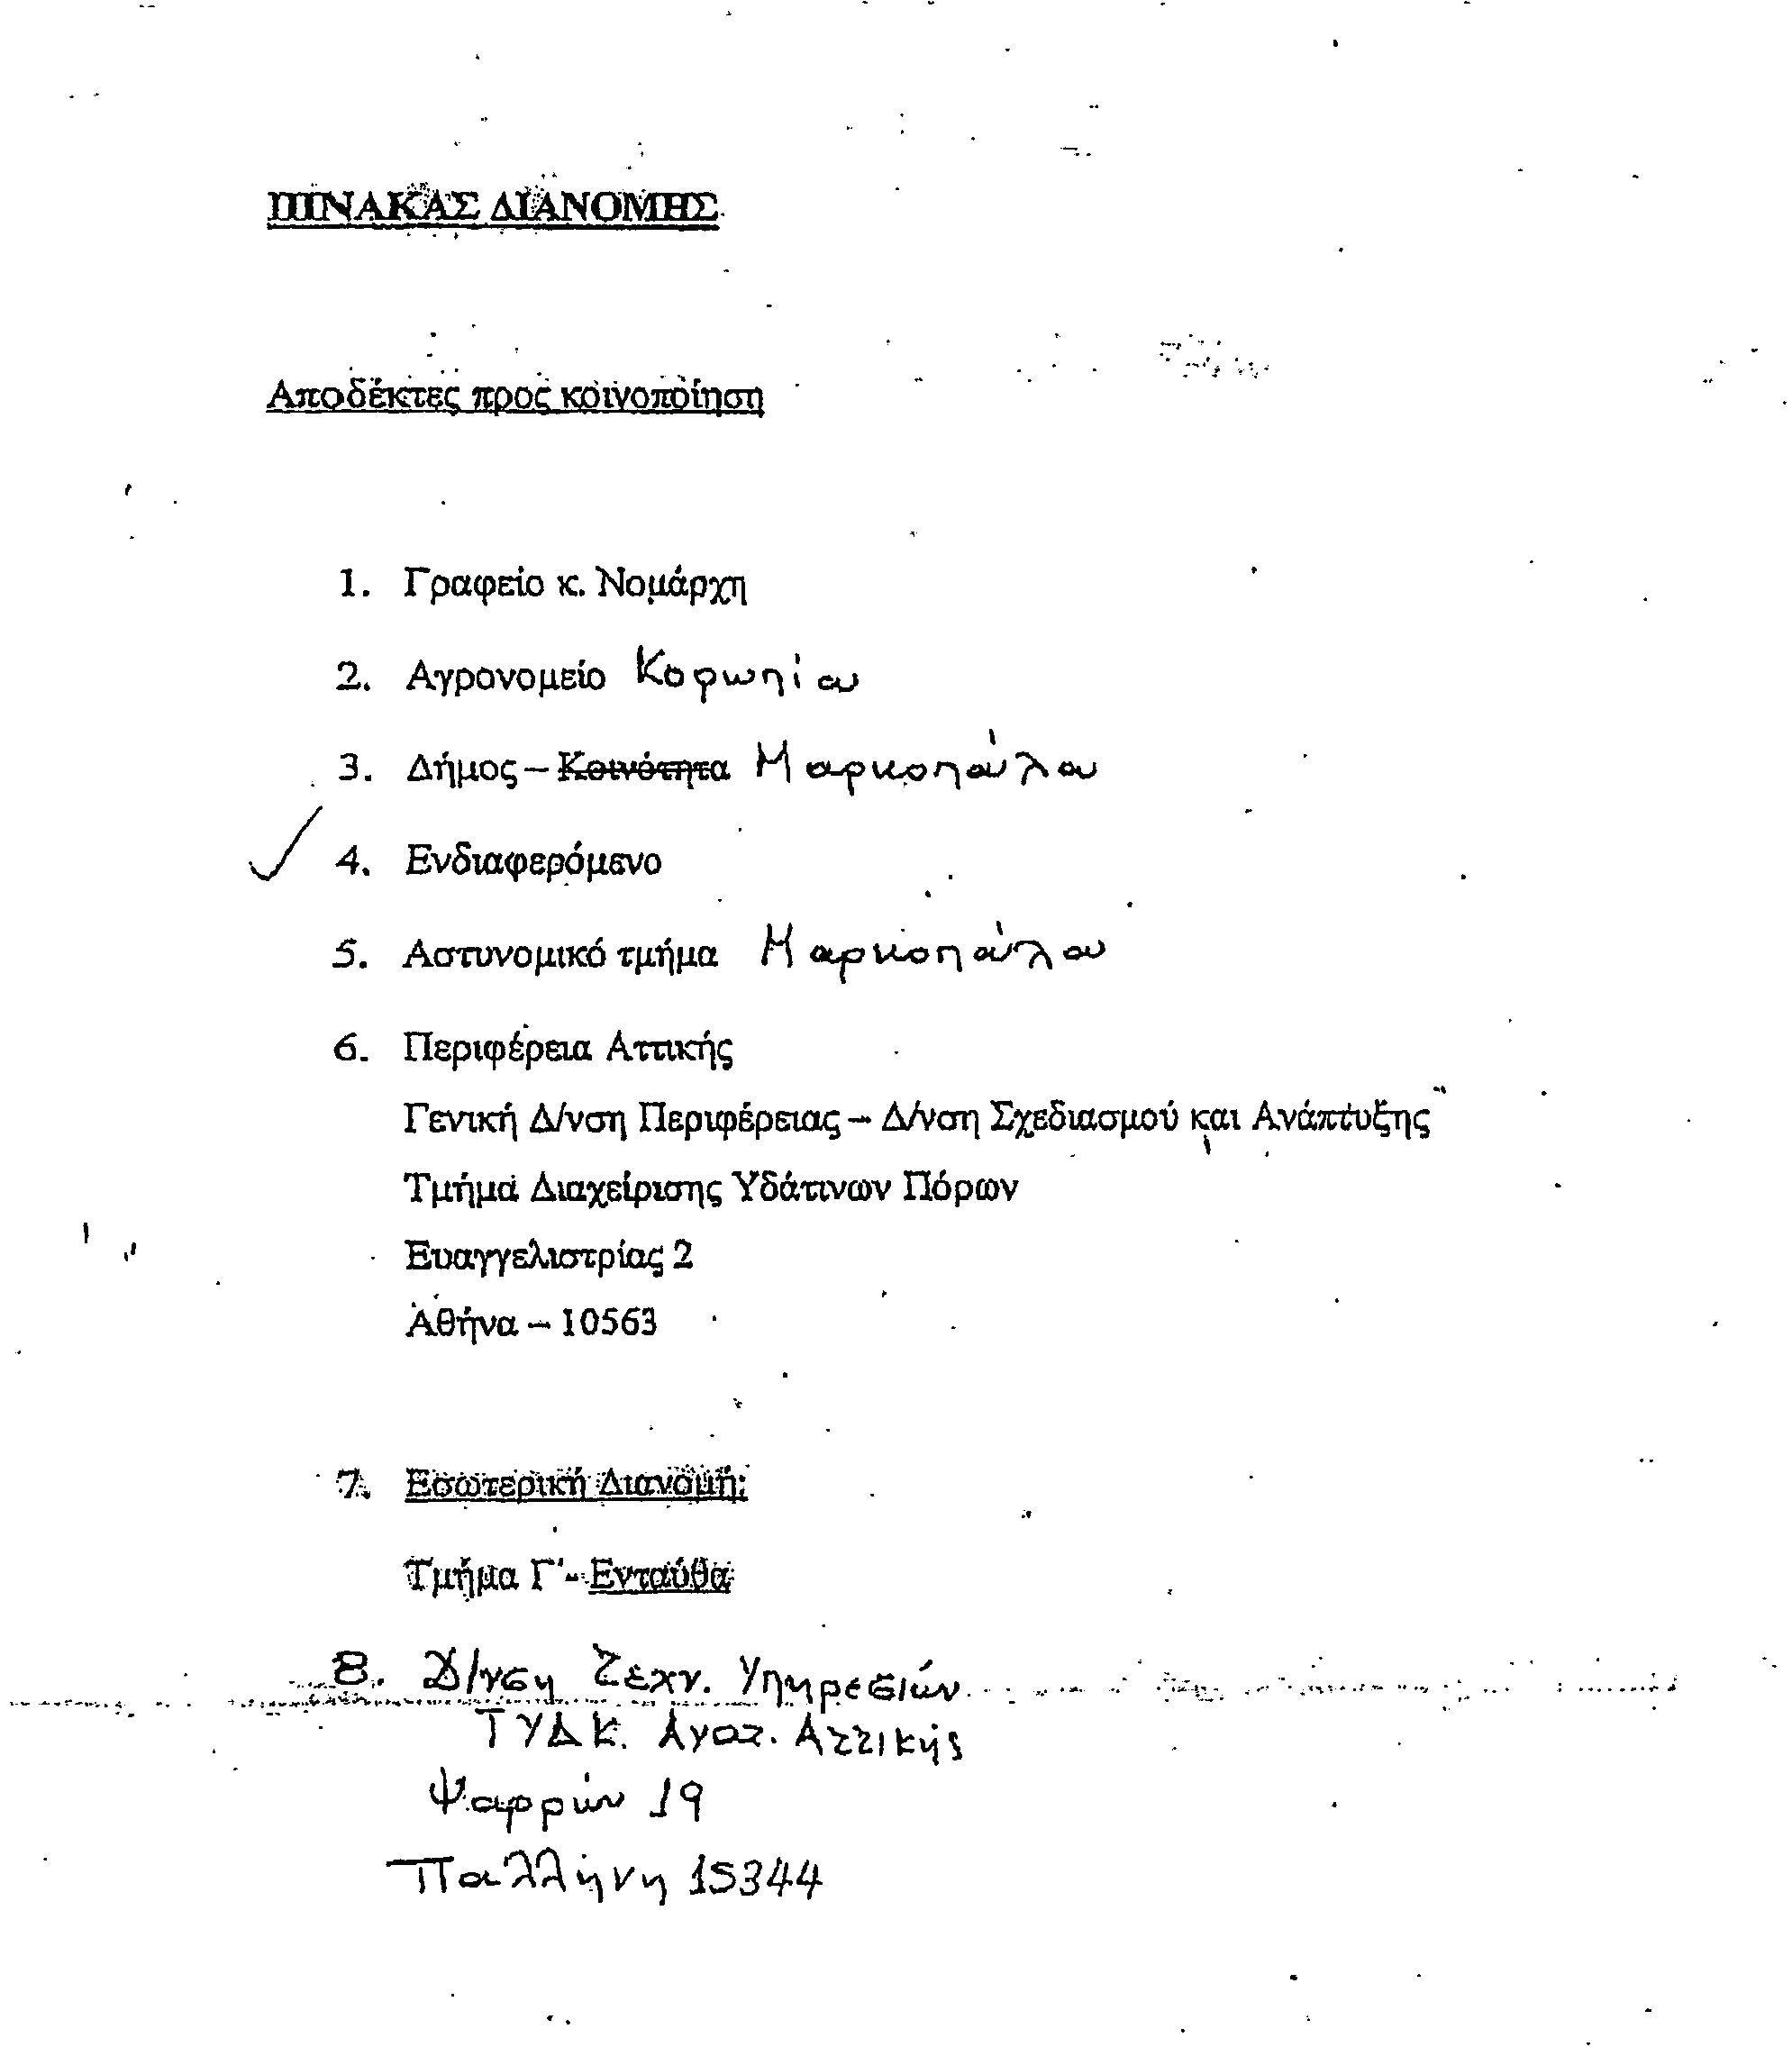 ΠΙΝΑΚΑΣ ΔΙΑΝΟΜΗΣ
Αποδέκτες προς κοινοποίηση
1. Γραφείο κ. Νομάρχη
2. Αγρονομείο Κορωπίου
3. Δήμος – Κοινότητα Μαρκοπούλου
4. Ενδιαφερόμενο
5. Αστυνομικό τμήμα Μαρκοπούλου
6. Περιφέρεια Αττικής
Γενική Δ/νση Περιφέρειας – Δ/νση Σχεδιασμού και Ανάπτυξης
Τμήμα Διαχείρισης Υδάτινων Πόρων
Ευαγγελιστρίας 2
Αθήνα – 10563
7. Εσωτερική Διανομή:
Τμήμα Γ΄- Ενταύθα
8. Δ/νση Τεχν. Υπηρεσιών
ΤΥΔΚ. Ανατ. Αττικής
Ψαρρών 19
Παλλήνη 15344